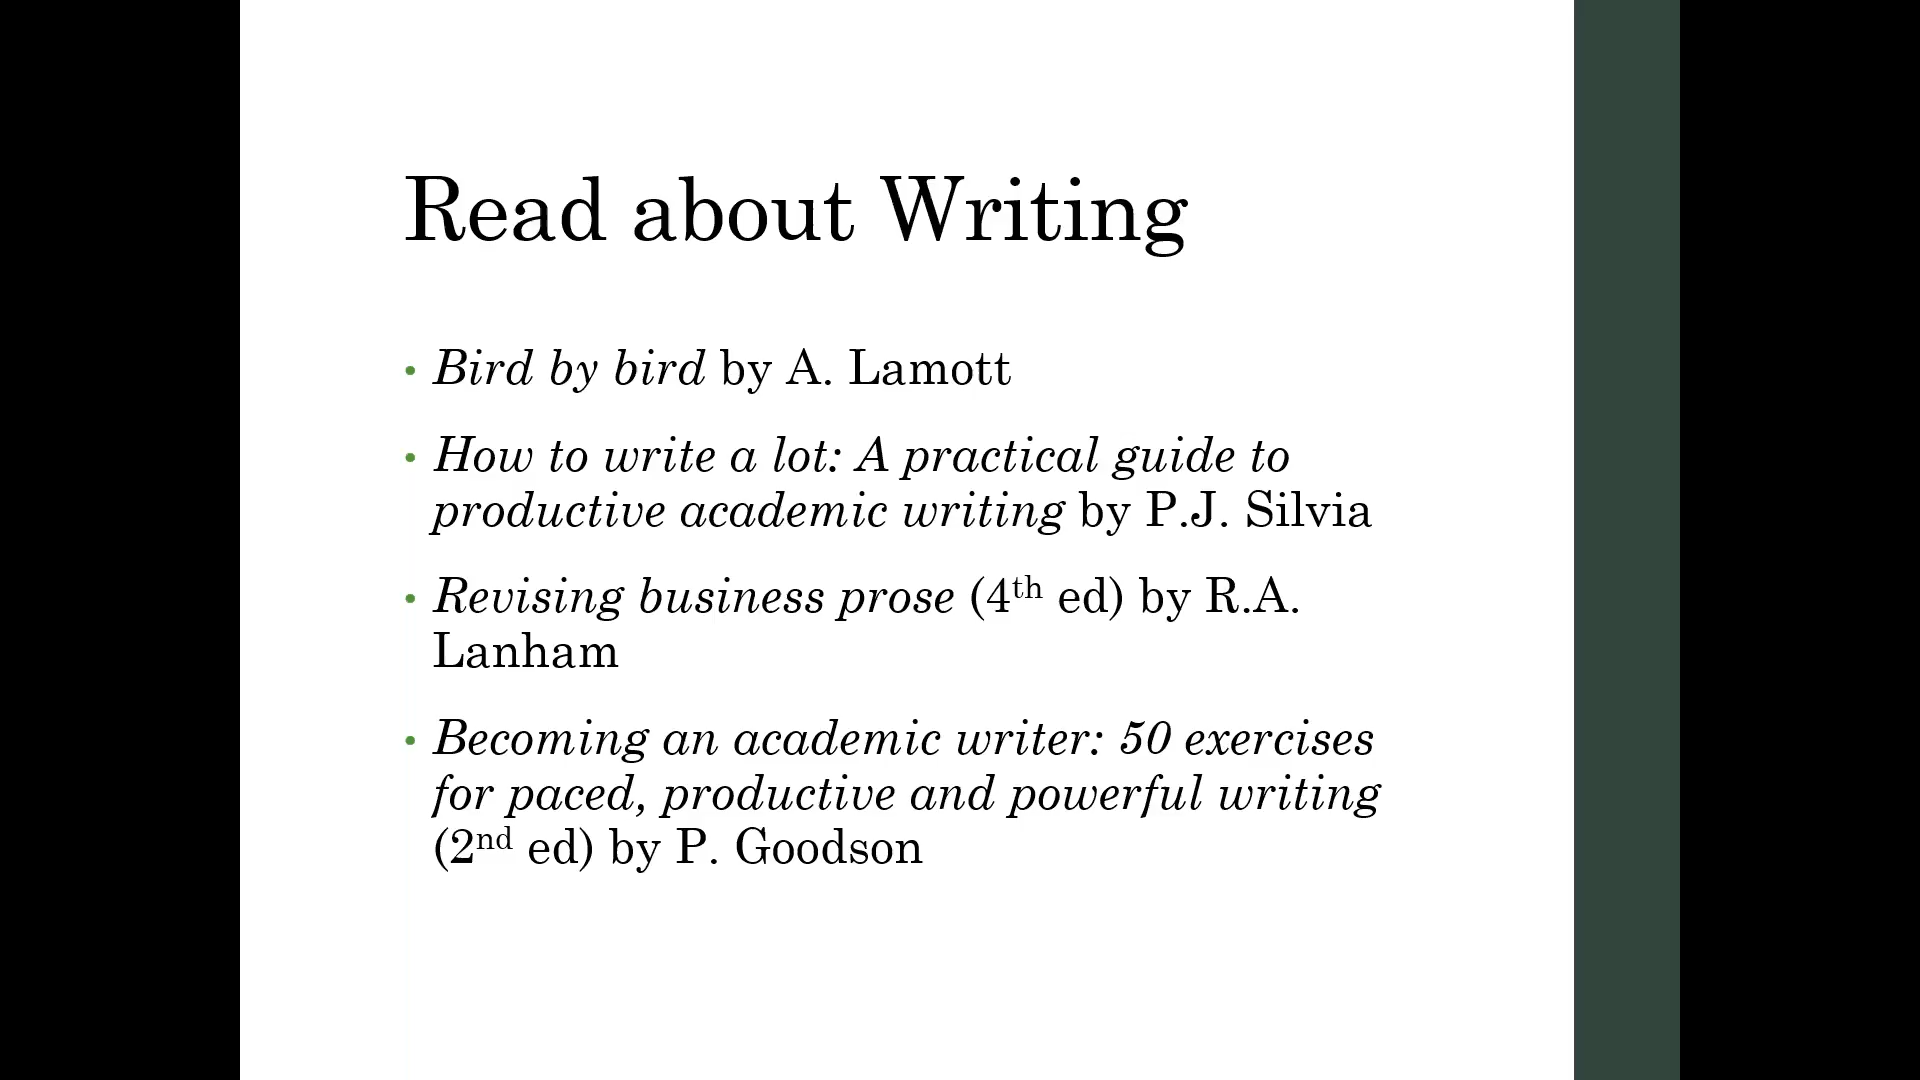 Read about Writing
• Bird by bird by A. Lamott
• How to write a lot: A practical guide to
productive academic writing by P.J. Silvia
• Revising business prose (4th ed) by R.A.
Lanham
• Becoming an academic writer: 50 exercises
for paced, productive and powerful writing
(2nd ed) by P. Goodson